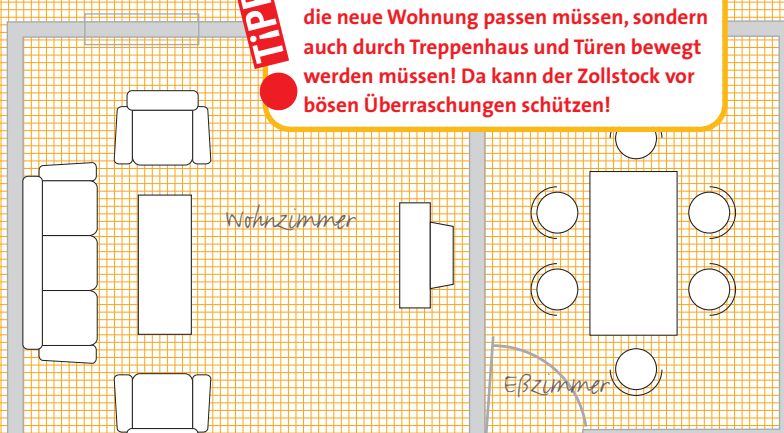 TIPP
die neue Wohnung passen müssen, sondern
auch durch Treppenhaus und Türen bewegt
werden müssen! Da kann der Zollstock vor
bösen Überraschungen schützen!
Wohnzimmer
Eßzimmer